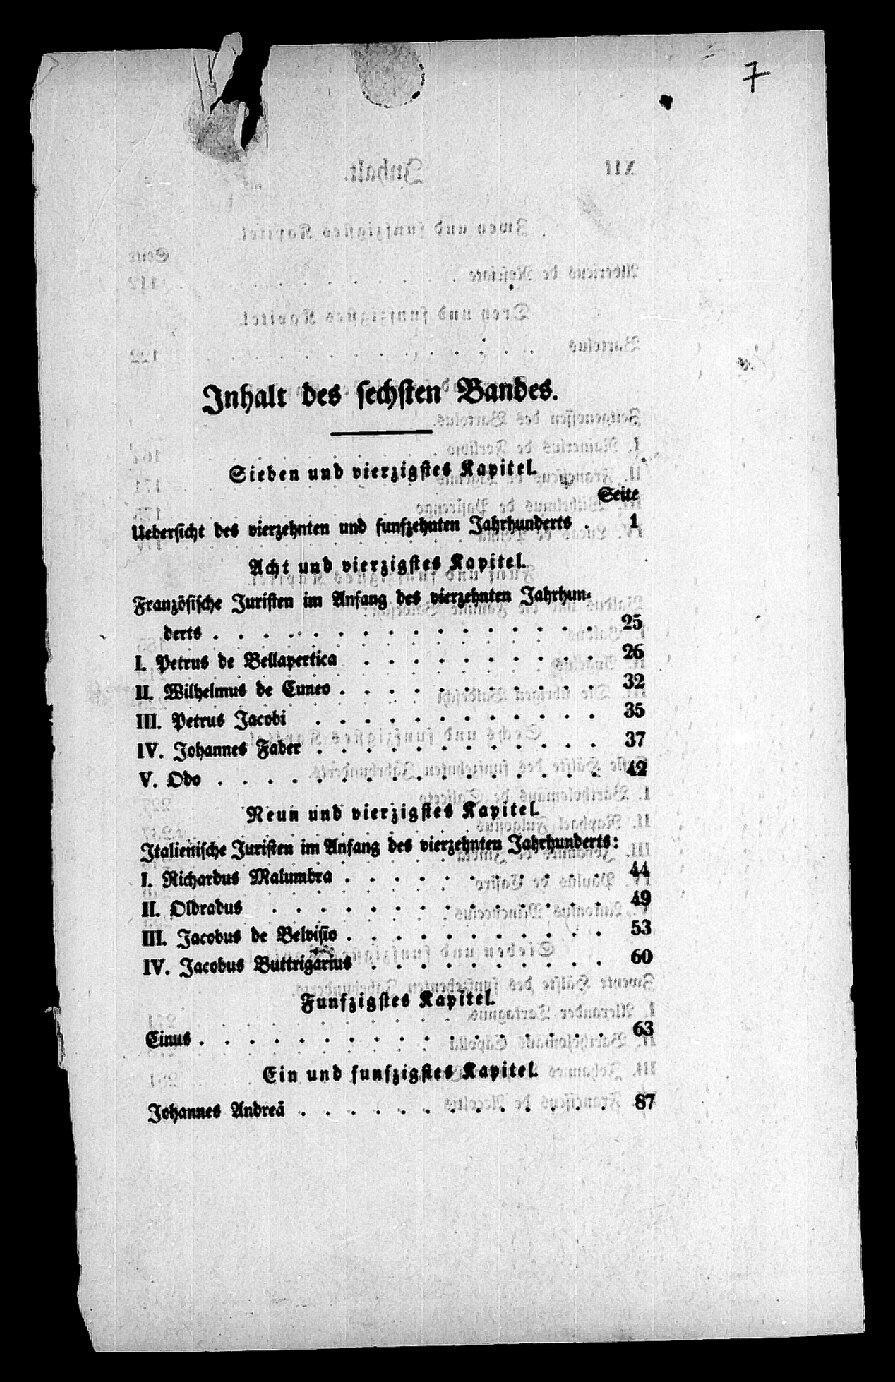 7
Inhalt des sechsten Bandes.
Sieben und vierzigstes Kapitel.
Seite
Uebersicht des vierzehnten und funfzehnten Jahrhunderts . 1
Acht und vierzigstes Kapitel.
Französische Juristen im Anfang des vierzehnten Jahrhun-
derts . . . . . . . . . . . . . . . . 25
I. Petrus de Bellapertica . . . . . . . . . . 26
II. Wilhelmus de Cuneo . . . . . . . . . . . 32
III. Petrus Jacobi . . . . . . . . . . . . 35
IV. Johannes Faber . . . . . . . . . . . . 37
V. Odo . . . . . . . . . . . . . . . . 42
Neun und vierzigstes Kapitel.
Italienische Juristen im Anfang des vierzehnten Jahrhunderts:
I. Richardus Malumbra . . . . . . . . . . . 44
II. Oldradus . . . . . . . . . . . . . . 49
III. Jacobus de Belvisio . . . . . . . . . . . 53
IV. Jacobus Buttrigarius . . . . . . . . . . 60
Funfzigstes Kapitel.
Cinus . . . . . . . . . . . . . . . . . 63
Ein und funfzigstes Kapitel.
Johannes Andreä . . . . . . . . . . . . . 87